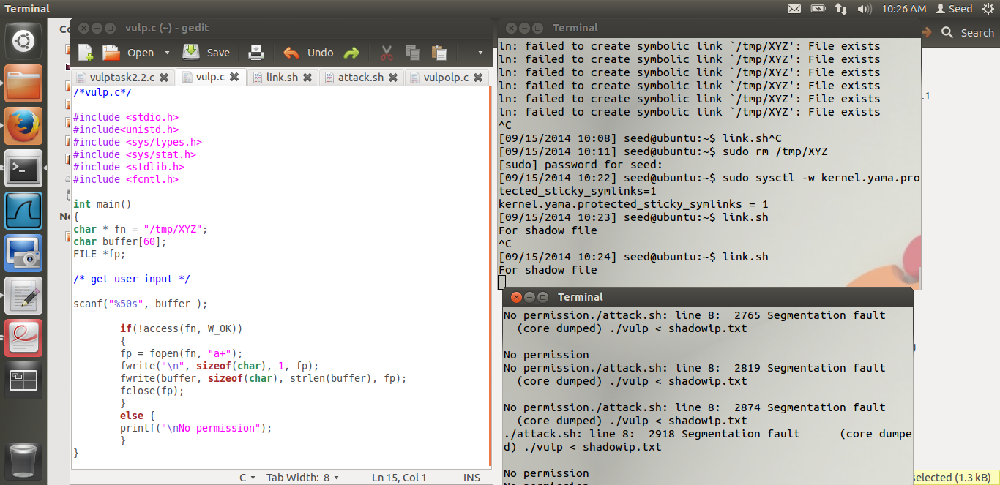 Terminal
10:26 AM
Seed
vulp.c (~) - gedit
Open
Save
Undo
vulptask2.2.c
vulp.c
link.sh
attack.sh
vulpolp.c
/*vulp.c*/
#include <stdio.h>
#include<unistd.h>
#include <sys/types.h>
#include <sys/stat.h>
#include <stdlib.h>
#include <fcntl.h>
int main()
{
char * fn = "/tmp/XYZ";
char buffer[60];
FILE *fp;
/* get user input */
scanf("%50s", buffer );
if(!access(fn, W_OK))
{
fp = fopen(fn, "a+");
fwrite("\n", sizeof(char), 1, fp);
fwrite(buffer, sizeof(char), strlen(buffer), fp);
fclose(fp);
}
else {
printf("\nNo permission");
}
}
C
Tab Width: 8
Ln 15, Col 1
INS
Terminal
ln: failed to create symbolic link `/tmp/XYZ': File exists
ln: failed to create symbolic link `/tmp/XYZ': File exists
ln: failed to create symbolic link `/tmp/XYZ': File exists
ln: failed to create symbolic link `/tmp/XYZ': File exists
ln: failed to create symbolic link `/tmp/XYZ': File exists
ln: failed to create symbolic link `/tmp/XYZ': File exists
^C
[09/15/2014 10:08] seed@ubuntu:~$ link.sh^C
[09/15/2014 10:11] seed@ubuntu:~$ sudo rm /tmp/XYZ
[sudo] password for seed:
[09/15/2014 10:22] seed@ubuntu:~$ sudo sysctl -w kernel.yama.pro
tected_sticky_symlinks=1
kernel.yama.protected_sticky_symlinks = 1
[09/15/2014 10:23] seed@ubuntu:~$ link.sh
For shadow file
^C
[09/15/2014 10:24] seed@ubuntu:~$ link.sh
For shadow file
Terminal
No permission./attack.sh: line 8:  2765 Segmentation fault
(core dumped) ./vulp < shadowip.txt
No permission
No permission./attack.sh: line 8:  2819 Segmentation fault
(core dumped) ./vulp < shadowip.txt
No permission./attack.sh: line 8:  2874 Segmentation fault
(core dumped) ./vulp < shadowip.txt
./attack.sh: line 8:  2918 Segmentation fault      (core dumpe
d) ./vulp < shadowip.txt
No permission
Search
.1
selected (1.3 kB)